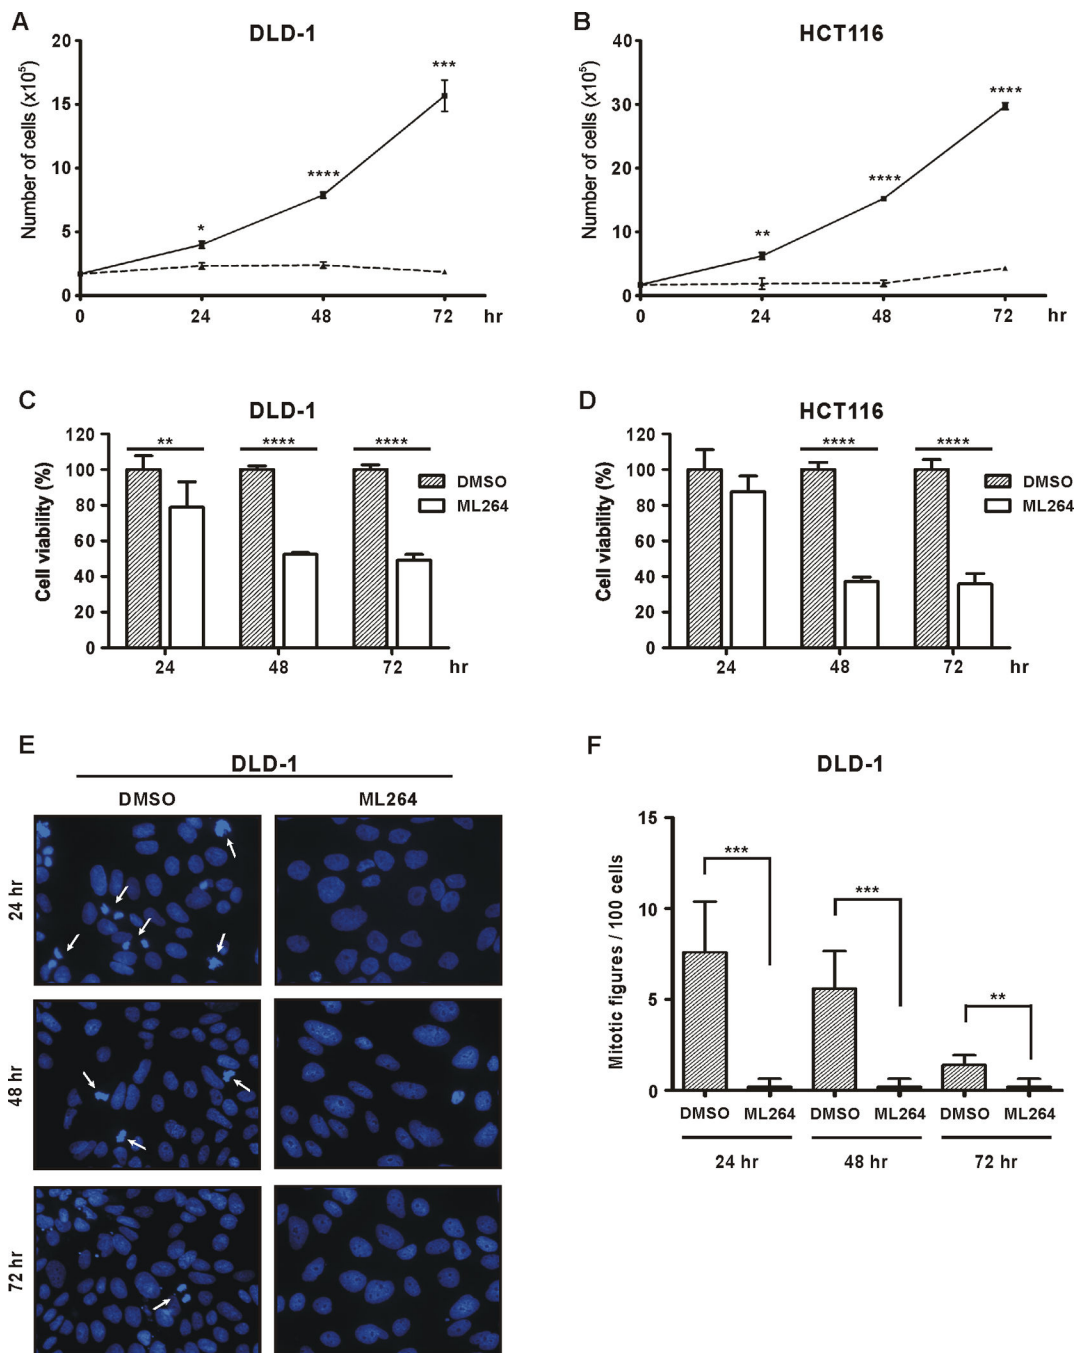 A
DLD-1
Number of cells (x10⁵)
20
15
10
5
0
*
****
***
0 24 48 72 hr
B
HCT116
Number of cells (x10⁵)
40
30
20
10
0
**
****
****
0 24 48 72 hr
C
DLD-1
Cell viability (%)
120
100
80
60
40
20
0
** **** ****
DMSO
ML264
24 48 72 hr
D
HCT116
Cell viability (%)
120
100
80
60
40
20
0
**** ****
DMSO
ML264
24 48 72 hr
E
DLD-1
DMSO ML264
24 hr
48 hr
72 hr
F
DLD-1
Mitotic figures / 100 cells
15
10
5
0
***
***
**
DMSO ML264 DMSO ML264 DMSO ML264
24 hr 48 hr 72 hr